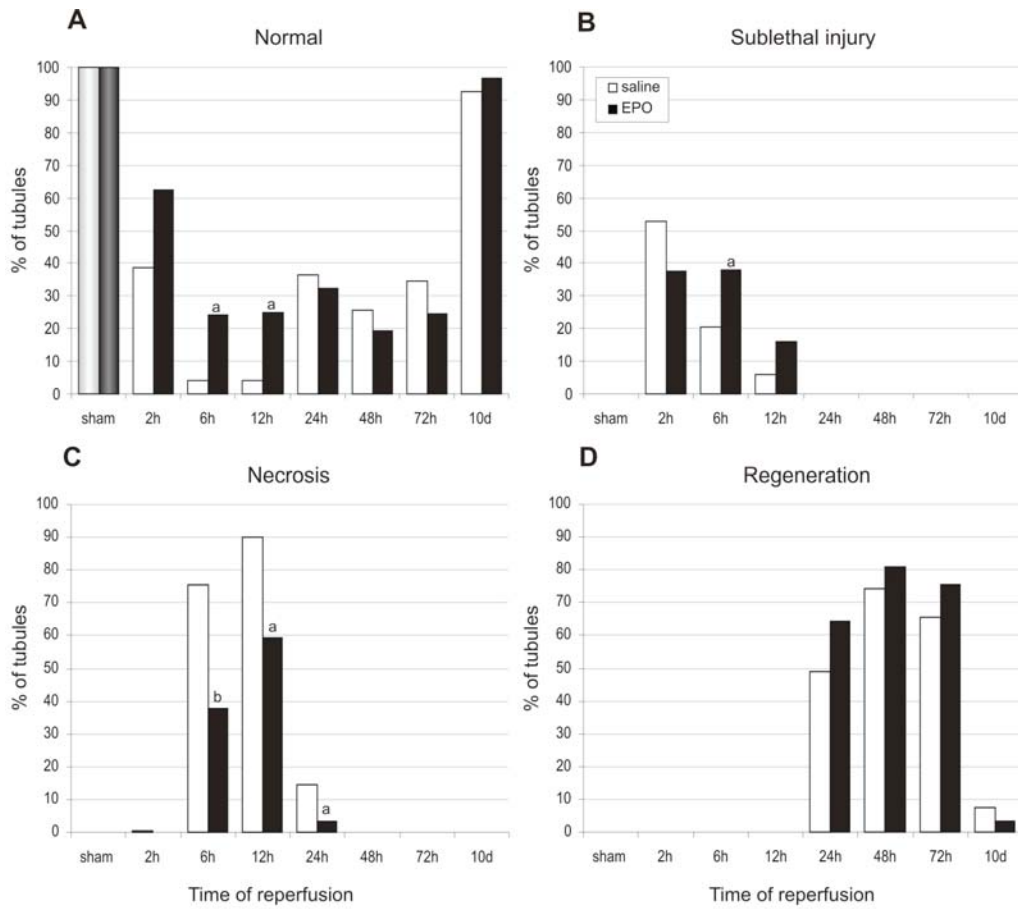 A
Normal
% of tubules
100
90
80
70
60
50
40
30
20
10
0
a
a
sham 2h 6h 12h 24h 48h 72h 10d
B
Sublethal injury
% of tubules
100
90
80
70
60
50
40
30
20
10
0
saline
EPO
a
sham 2h 6h 12h 24h 48h 72h 10d
C
Necrosis
% of tubules
100
90
80
70
60
50
40
30
20
10
0
b
a
a
sham 2h 6h 12h 24h 48h 72h 10d
Time of reperfusion
D
Regeneration
% of tubules
100
90
80
70
60
50
40
30
20
10
0
sham 2h 6h 12h 24h 48h 72h 10d
Time of reperfusion